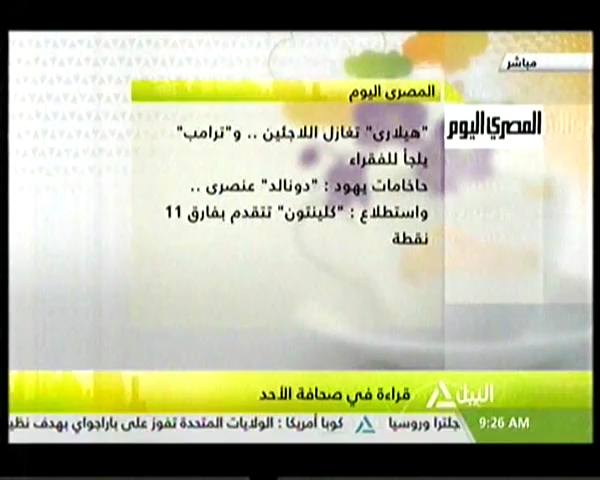 مباشر
المصرى اليوم
المصري اليوم
"هيلارى" تغازل اللاجئين .. و"ترامب"
يلجأ للفقراء
حاخامات يهود : "دونالد" عنصرى ..
واستطلاع : "كلينتون" تتقدم بفارق 11
نقطة
النيل
قراءة في صحافة الأحد
9:26 AM
جلترا وروسيا
كوبا أمريكا : الولايات المتحدة تفوز على باراجواي بهدف نظي